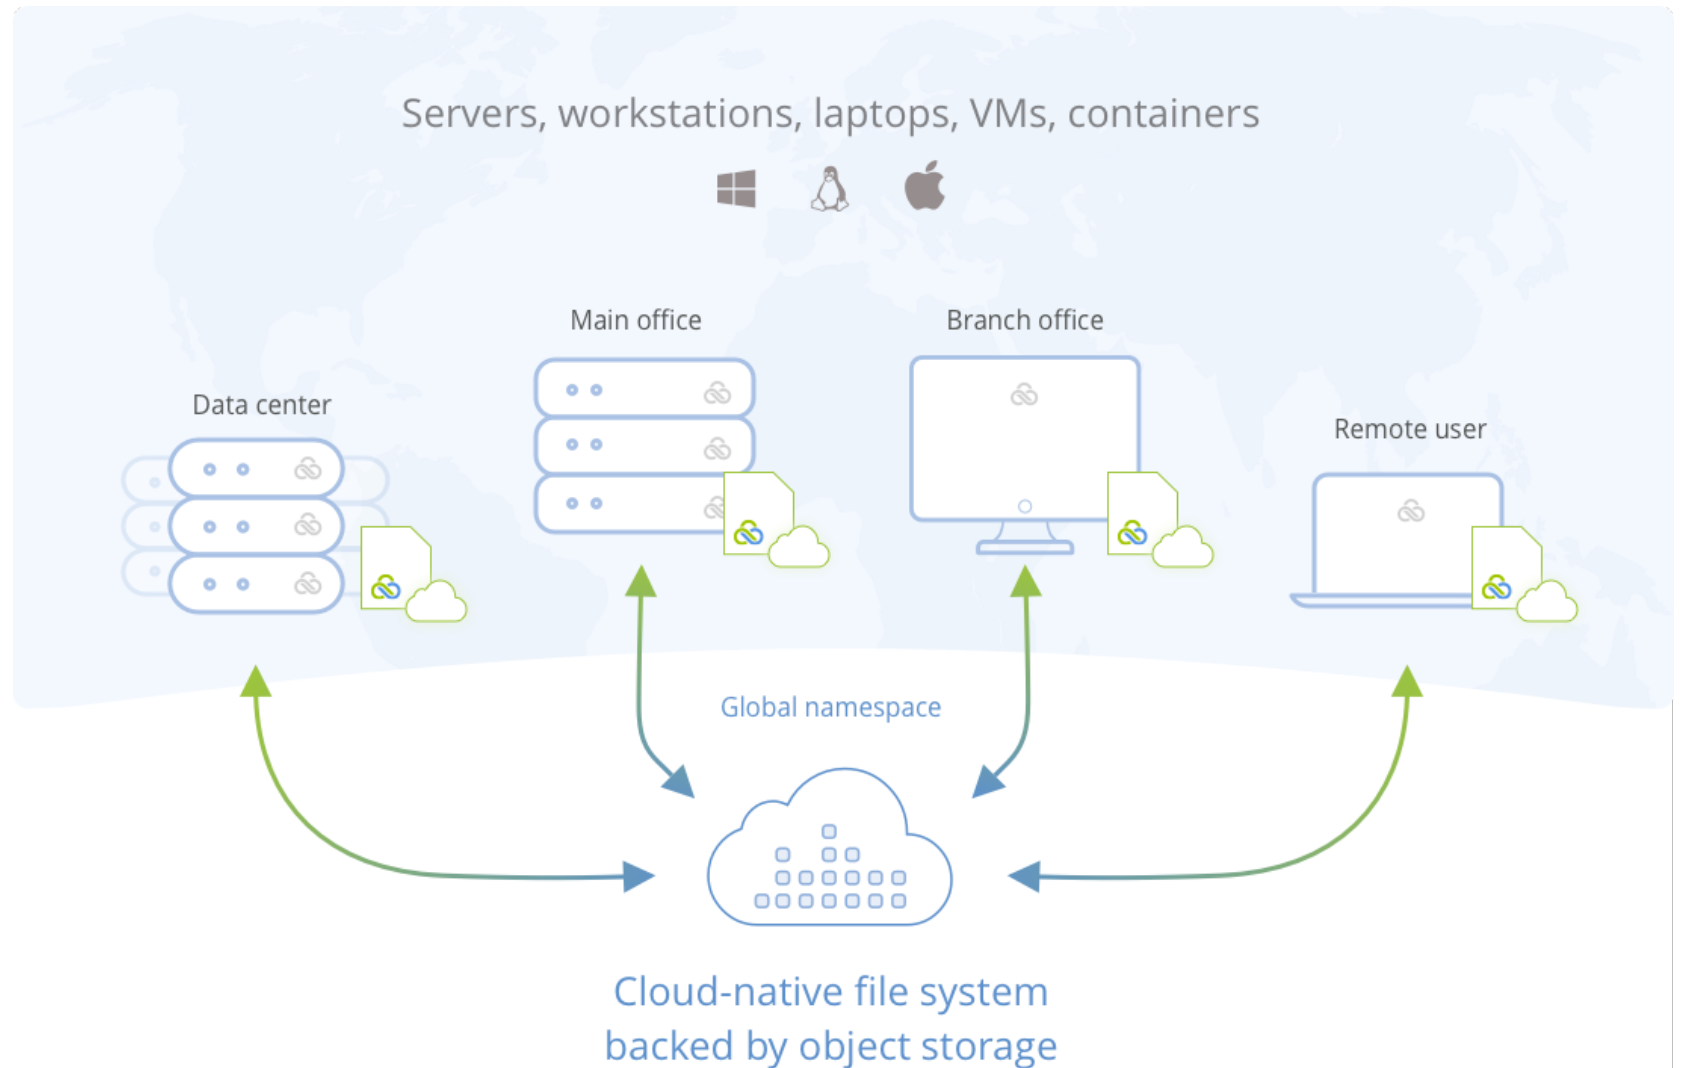 Servers, workstations, laptops, VMs, containers
Main office
Branch office
Data center
Remote user
Global namespace
Cloud-native file system
backed by object storage